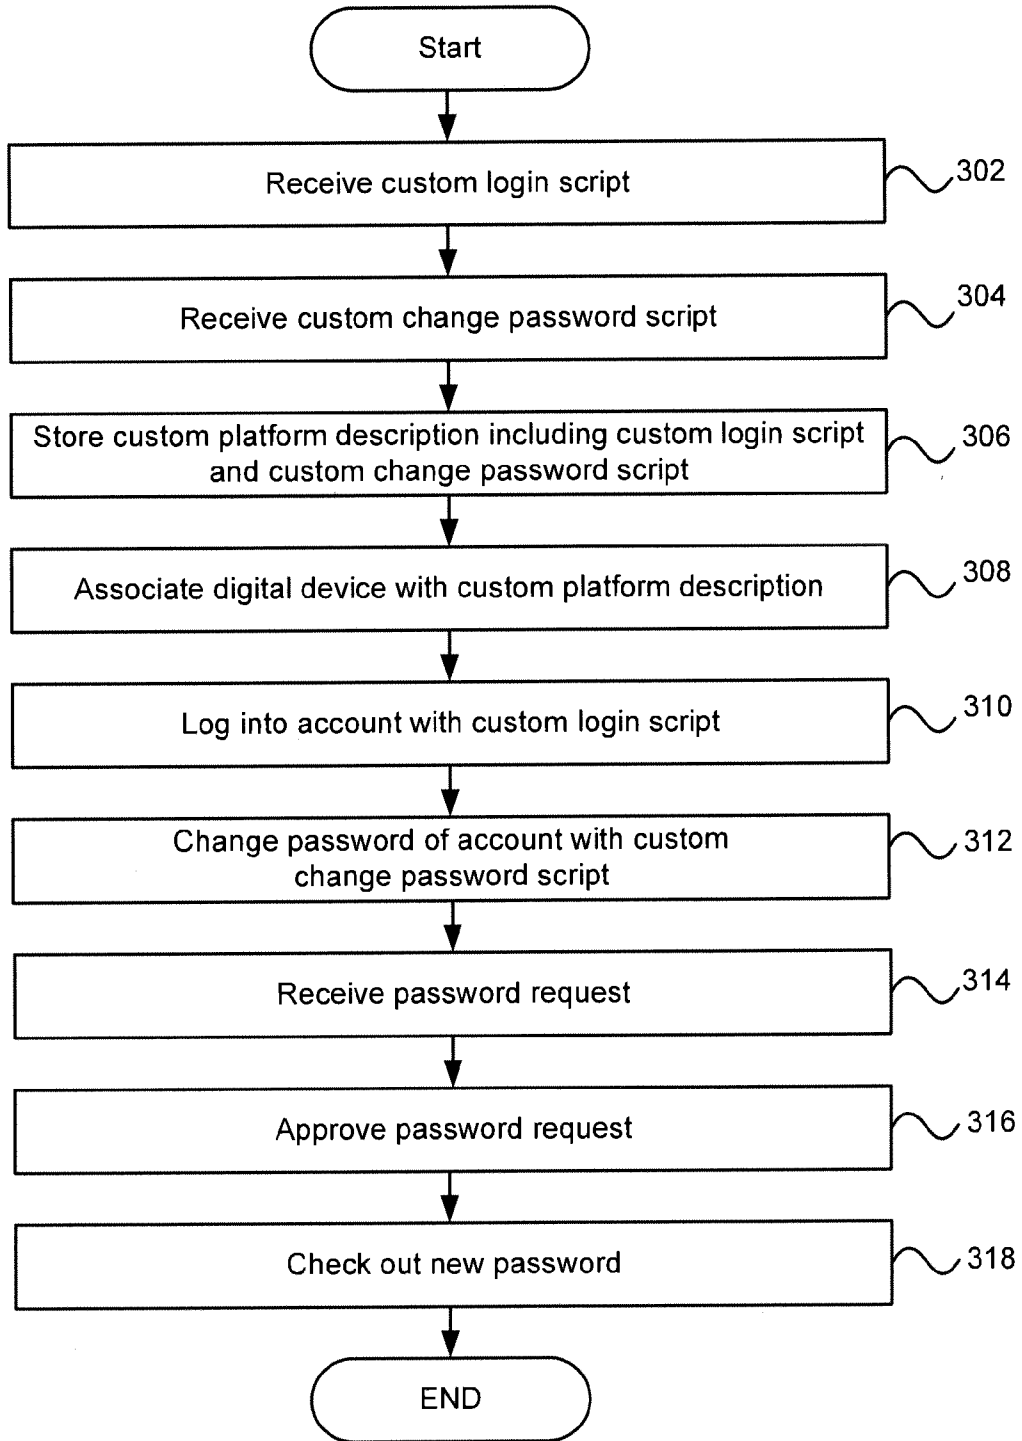 Start
Receive custom login script
302
Receive custom change password script
304
Store custom platform description including custom login script
and custom change password script
306
Associate digital device with custom platform description
308
Log into account with custom login script
310
Change password of account with custom
change password script
312
Receive password request
314
Approve password request
316
Check out new password
318
END